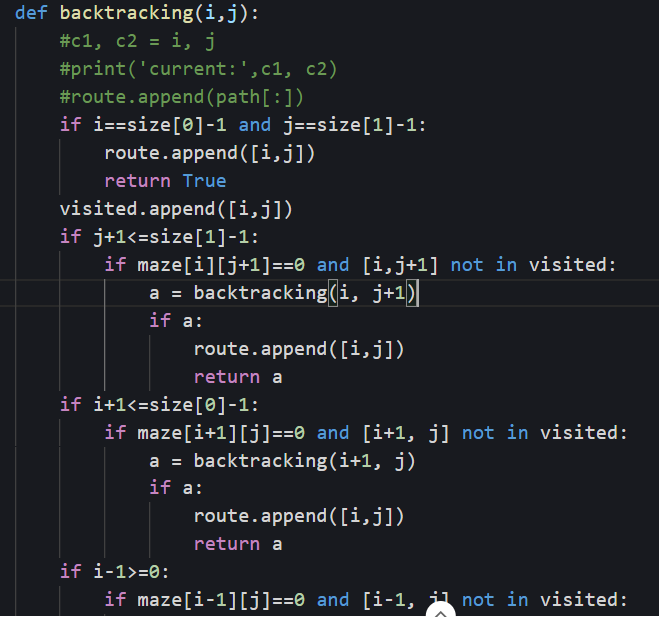 def backtracking(i,j):
    #c1, c2 = i, j
    #print('current:',c1, c2)
    #route.append(path[:])
    if i==size[0]-1 and j==size[1]-1:
        route.append([i,j])
        return True
    visited.append([i,j])
    if j+1<=size[1]-1:
        if maze[i][j+1]==0 and [i,j+1] not in visited:
            a = backtracking(i, j+1)
            if a:
                route.append([i,j])
                return a
    if i+1<=size[0]-1:
        if maze[i+1][j]==0 and [i+1, j] not in visited:
            a = backtracking(i+1, j)
            if a:
                route.append([i,j])
                return a
    if i-1>=0:
        if maze[i-1][j]==0 and [i-1, j] not in visited: